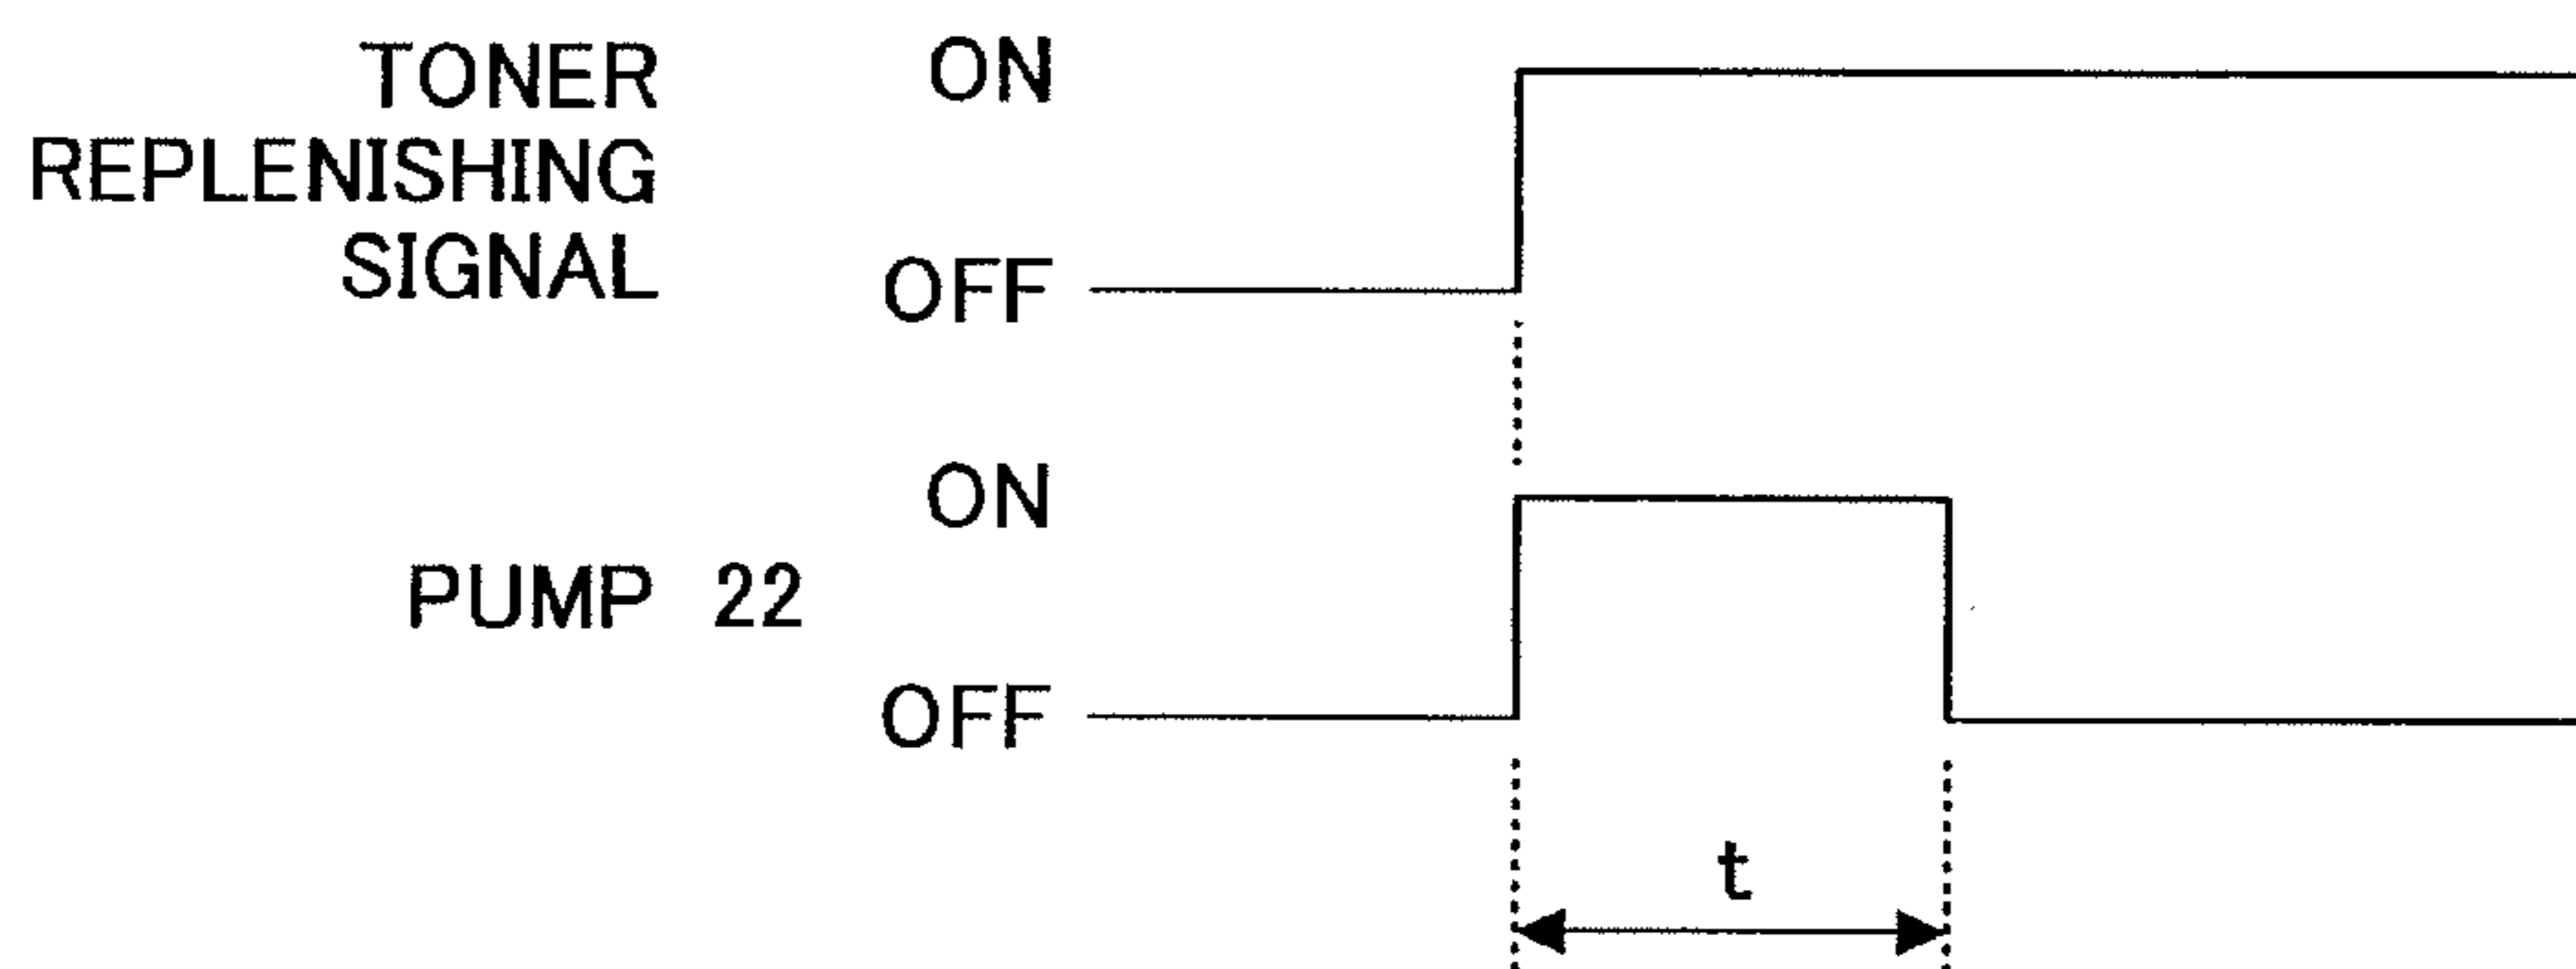 TONER
REPLENISHING
SIGNAL
ON
OFF
PUMP 22
ON
OFF
t